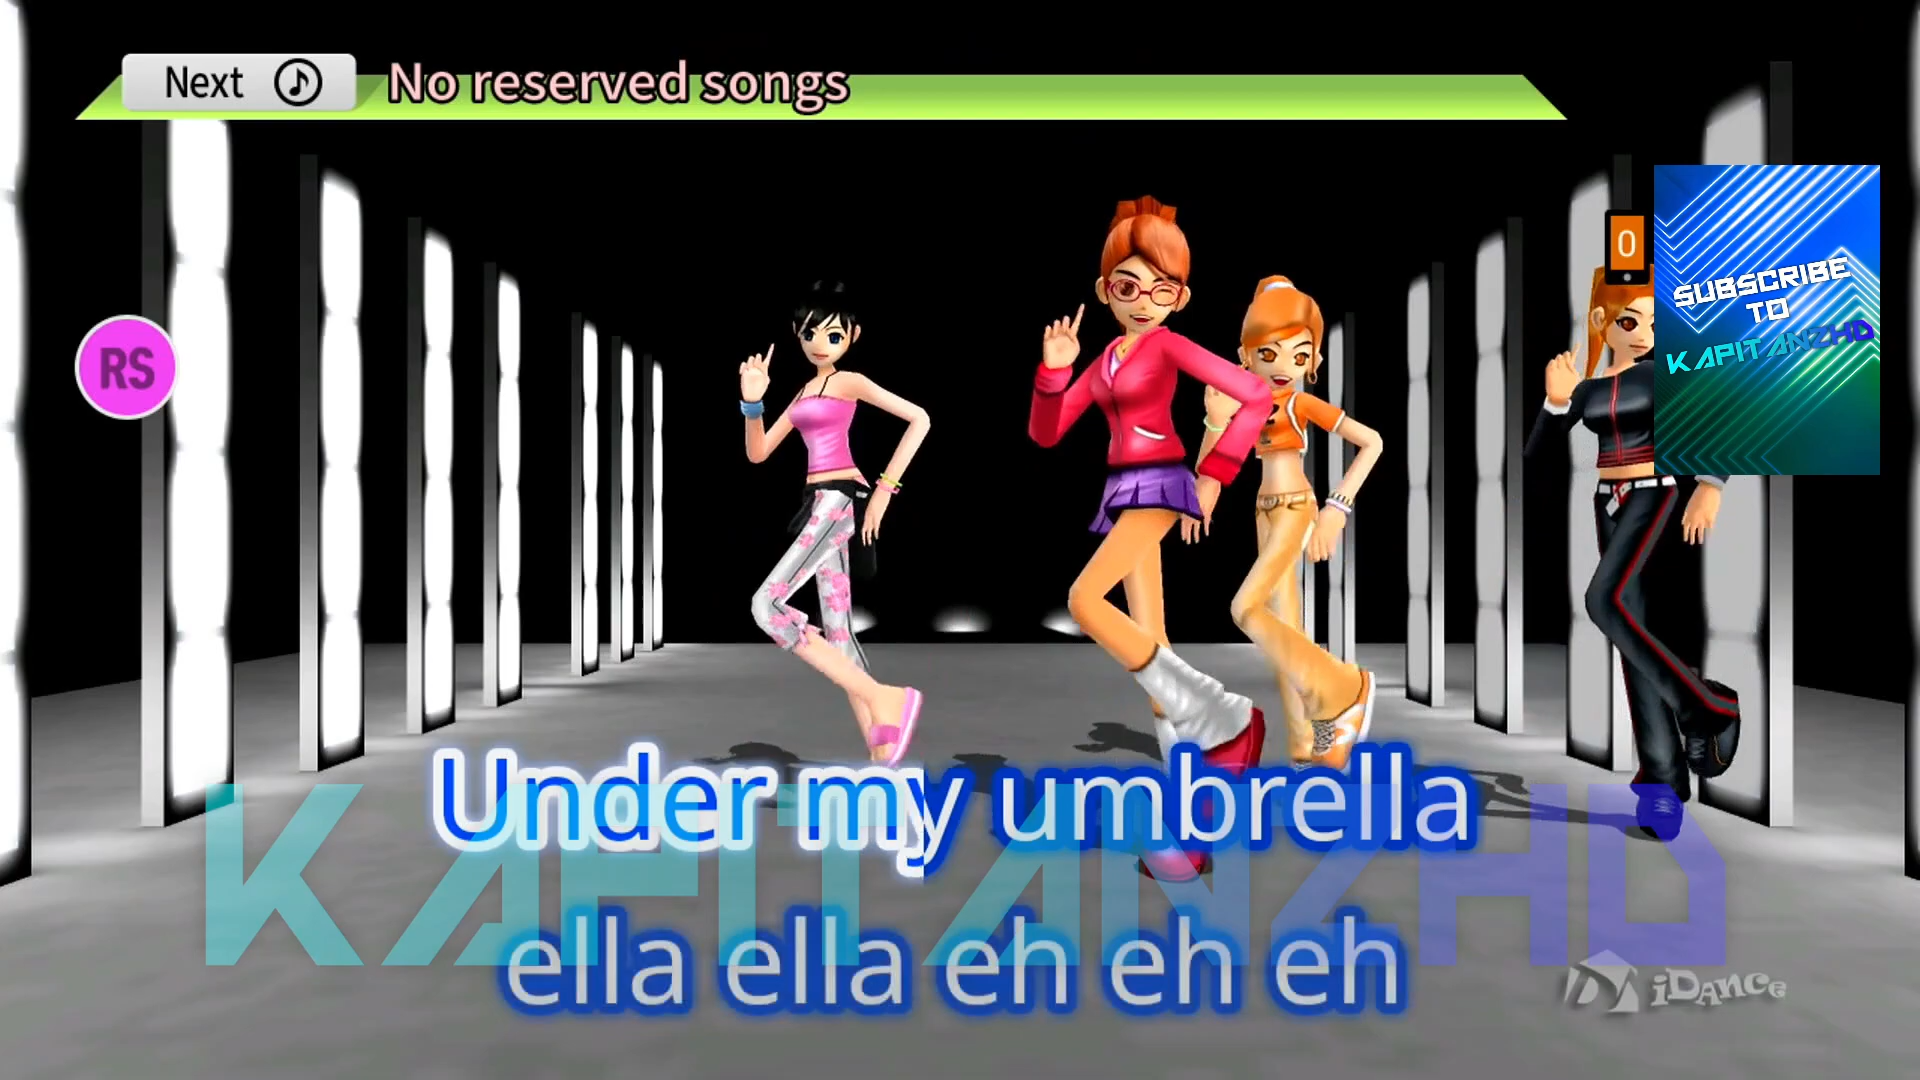 Next No reserved songs
0
SUBSCRIBE
TO
KAPITANZHD
RS
Under my umbrella
KAPITANZHD
ella ella eh eh eh
iDance